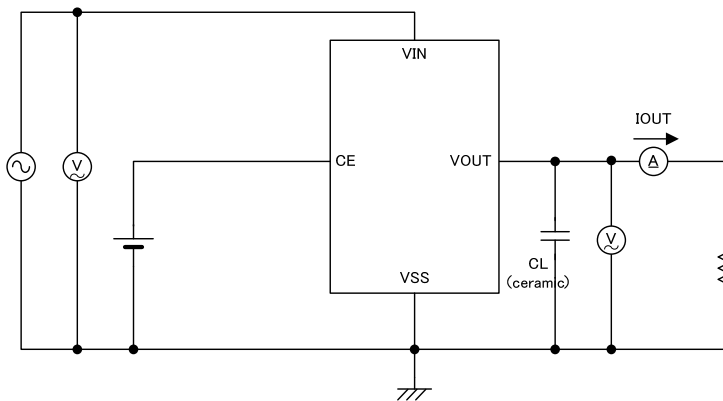 VIN
IOUT
V
CE
VOUT
A
V
CL
(ceramic)
VSS